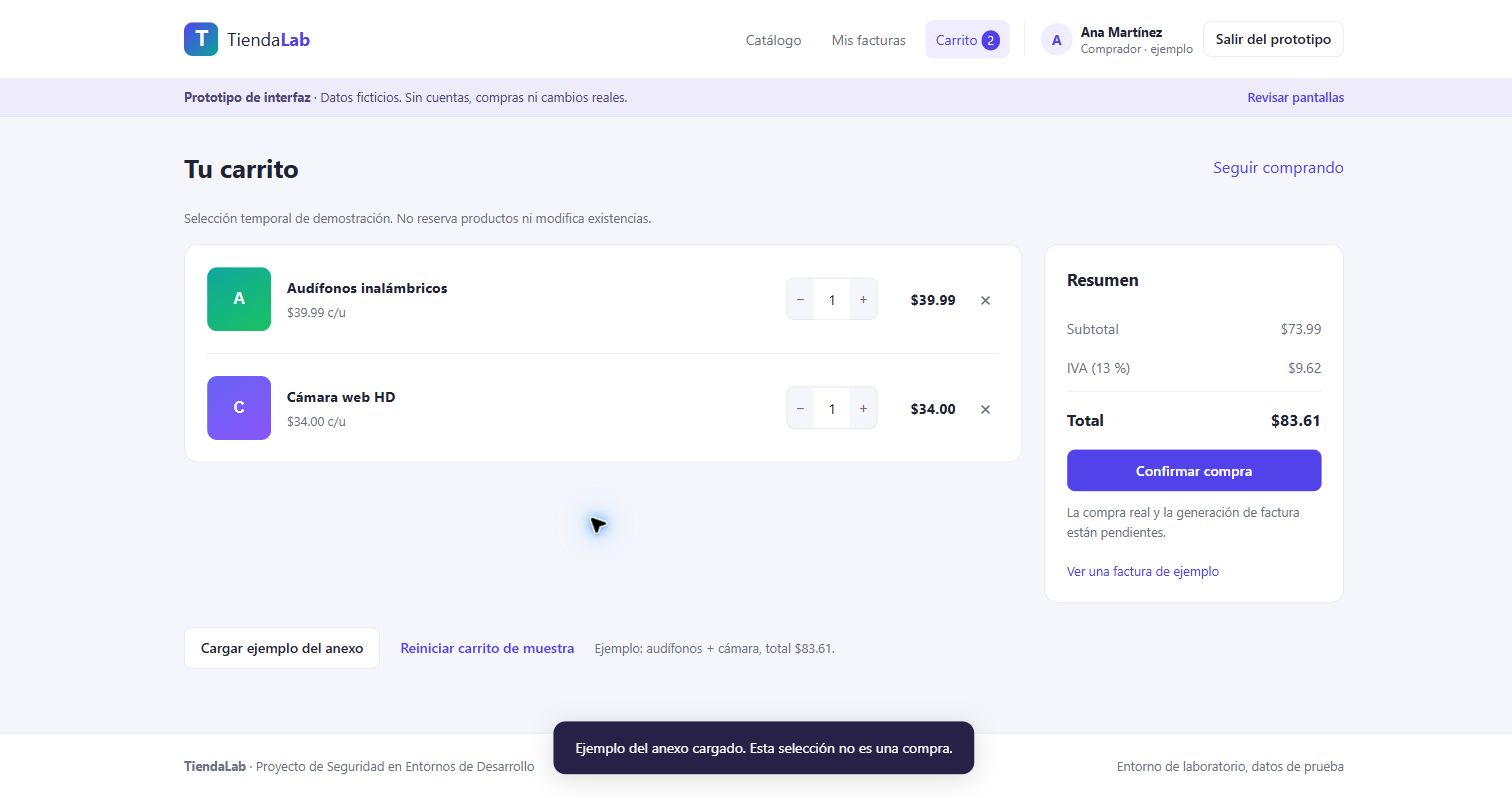 T TiendaLab
Catálogo
Mis facturas
Carrito 2
A
Ana Martínez
Comprador · ejemplo
Salir del prototipo
Prototipo de interfaz · Datos ficticios. Sin cuentas, compras ni cambios reales.
Revisar pantallas
Tu carrito
Seguir comprando
Selección temporal de demostración. No reserva productos ni modifica existencias.
A
Audífonos inalámbricos
$39.99 c/u
− 1 +
$39.99 ✕
C
Cámara web HD
$34.00 c/u
− 1 +
$34.00 ✕
Resumen
Subtotal $73.99
IVA (13 %) $9.62
Total $83.61
Confirmar compra
La compra real y la generación de factura
están pendientes.
Ver una factura de ejemplo
Cargar ejemplo del anexo
Reiniciar carrito de muestra
Ejemplo: audífonos + cámara, total $83.61.
Ejemplo del anexo cargado. Esta selección no es una compra.
TiendaLab · Proyecto de Seguridad en Entornos de Desarrollo
Entorno de laboratorio, datos de prueba